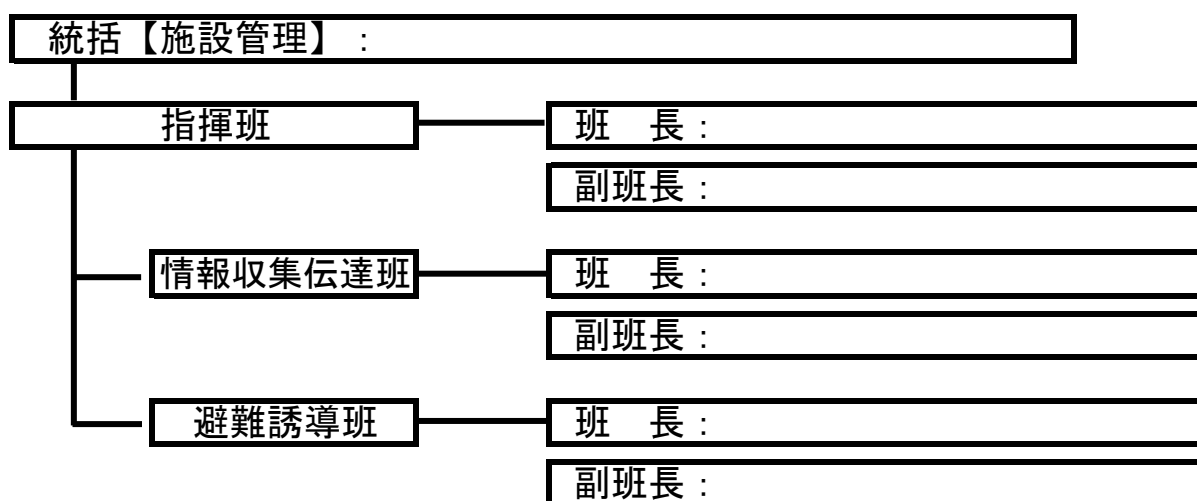 統括【施設管理】：
指揮班
班　長：
副班長：
情報収集伝達班
班　長：
副班長：
避難誘導班
班　長：
副班長：